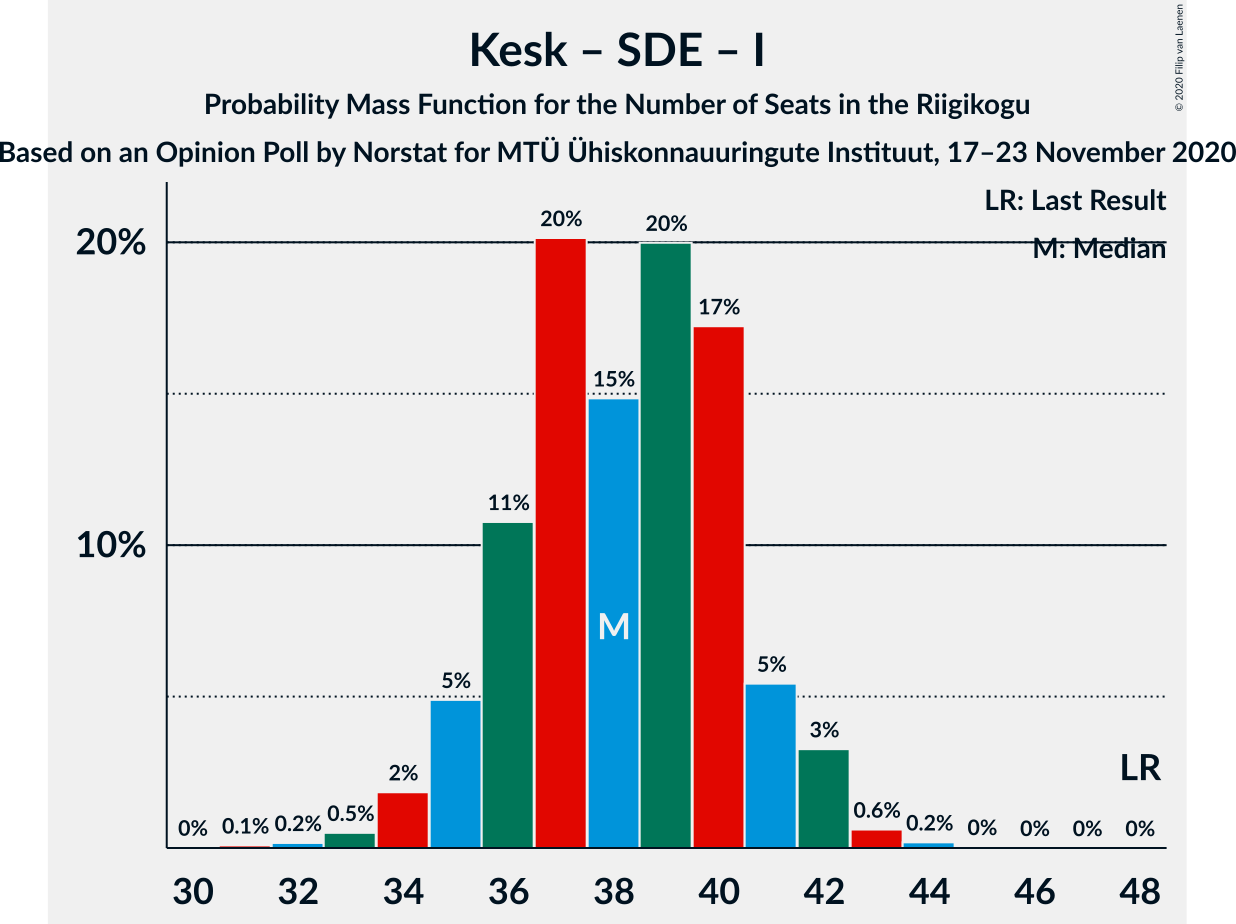 Kesk – SDE – I
Probability Mass Function for the Number of Seats in the Riigikogu
Based on an Opinion Poll by Norstat for MTÜ Ühiskonnauuringute Instituut, 17–23 November 2020
© 2020 Filip van Laenen
LR: Last Result
M: Median
20%
10%
0%
0.1%
0.2%
0.5%
2%
5%
11%
20%
15%
20%
17%
5%
3%
0.6%
0.2%
0%
0%
0%
0%
M
LR
30 32 34 36 38 40 42 44 46 48